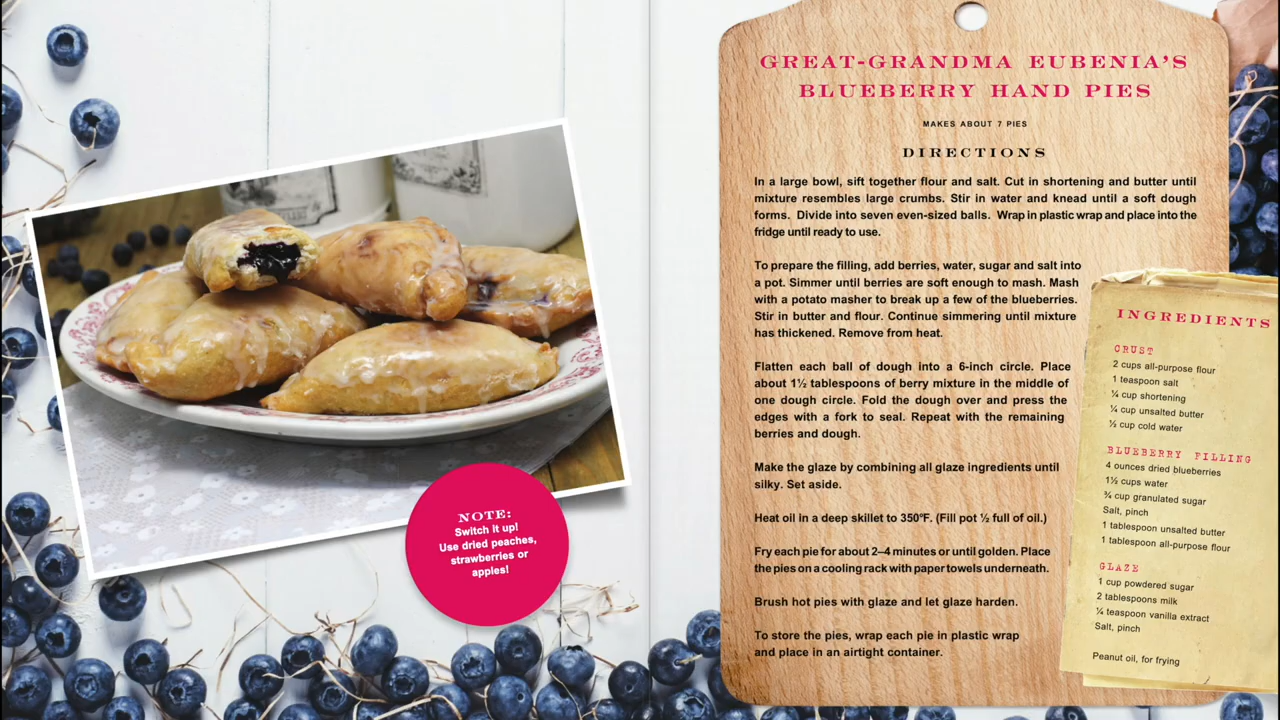 GREAT-GRANDMA EUBENIA'S
BLUEBERRY HAND PIES
MAKES ABOUT 7 PIES
DIRECTIONS
In a large bowl, sift together flour and salt. Cut in shortening and butter until
mixture resembles large crumbs. Stir in water and knead until a soft dough
forms. Divide into seven even-sized balls. Wrap in plastic wrap and place into the
fridge until ready to use.
To prepare the filling, add berries, water, sugar and salt into
a pot. Simmer until berries are soft enough to mash. Mash
with a potato masher to break up a few of the blueberries.
Stir in butter and flour. Continue simmering until mixture
has thickened. Remove from heat.
Flatten each ball of dough into a 6-inch circle. Place
about 1½ tablespoons of berry mixture in the middle of
one dough circle. Fold the dough over and press the
edges with a fork to seal. Repeat with the remaining
berries and dough.
Make the glaze by combining all glaze ingredients until
silky. Set aside.
Heat oil in a deep skillet to 350°F. (Fill pot ½ full of oil.)
Fry each pie for about 2–4 minutes or until golden. Place
the pies on a cooling rack with paper towels underneath.
Brush hot pies with glaze and let glaze harden.
To store the pies, wrap each pie in plastic wrap
and place in an airtight container.
INGREDIENTS
CRUST
2 cups all-purpose flour
1 teaspoon salt
¼ cup shortening
¼ cup unsalted butter
½ cup cold water
BLUEBERRY FILLING
4 ounces dried blueberries
1½ cups water
¾ cup granulated sugar
Salt, pinch
1 tablespoon unsalted butter
1 tablespoon all-purpose flour
GLAZE
1 cup powdered sugar
2 tablespoons milk
¼ teaspoon vanilla extract
Salt, pinch
Peanut oil, for frying
NOTE:
Switch it up!
Use dried peaches,
strawberries or
apples!